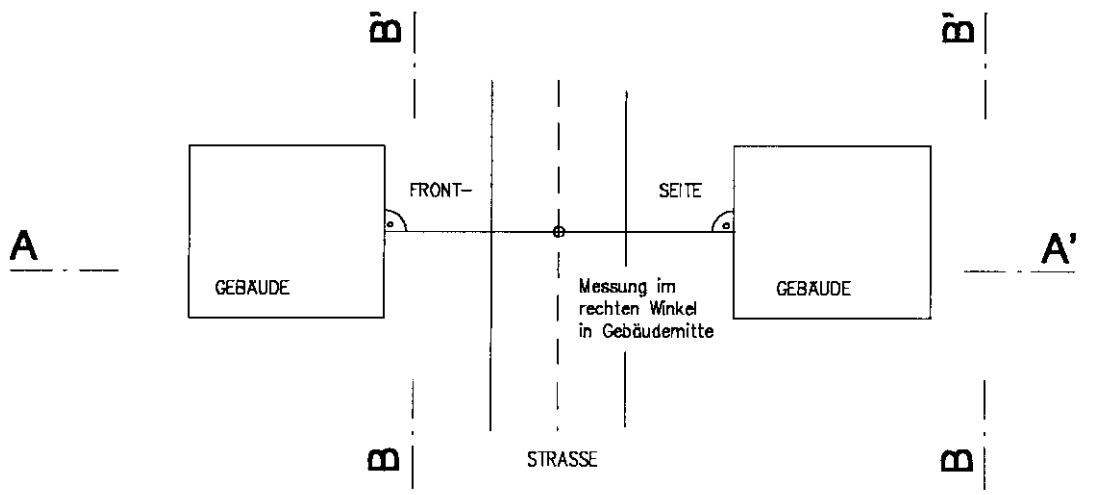 B' B'
FRONT- SEITE
A A'
GEBÄUDE GEBÄUDE
Messung im
rechten Winkel
in Gebäudemitte
B B
STRASSE